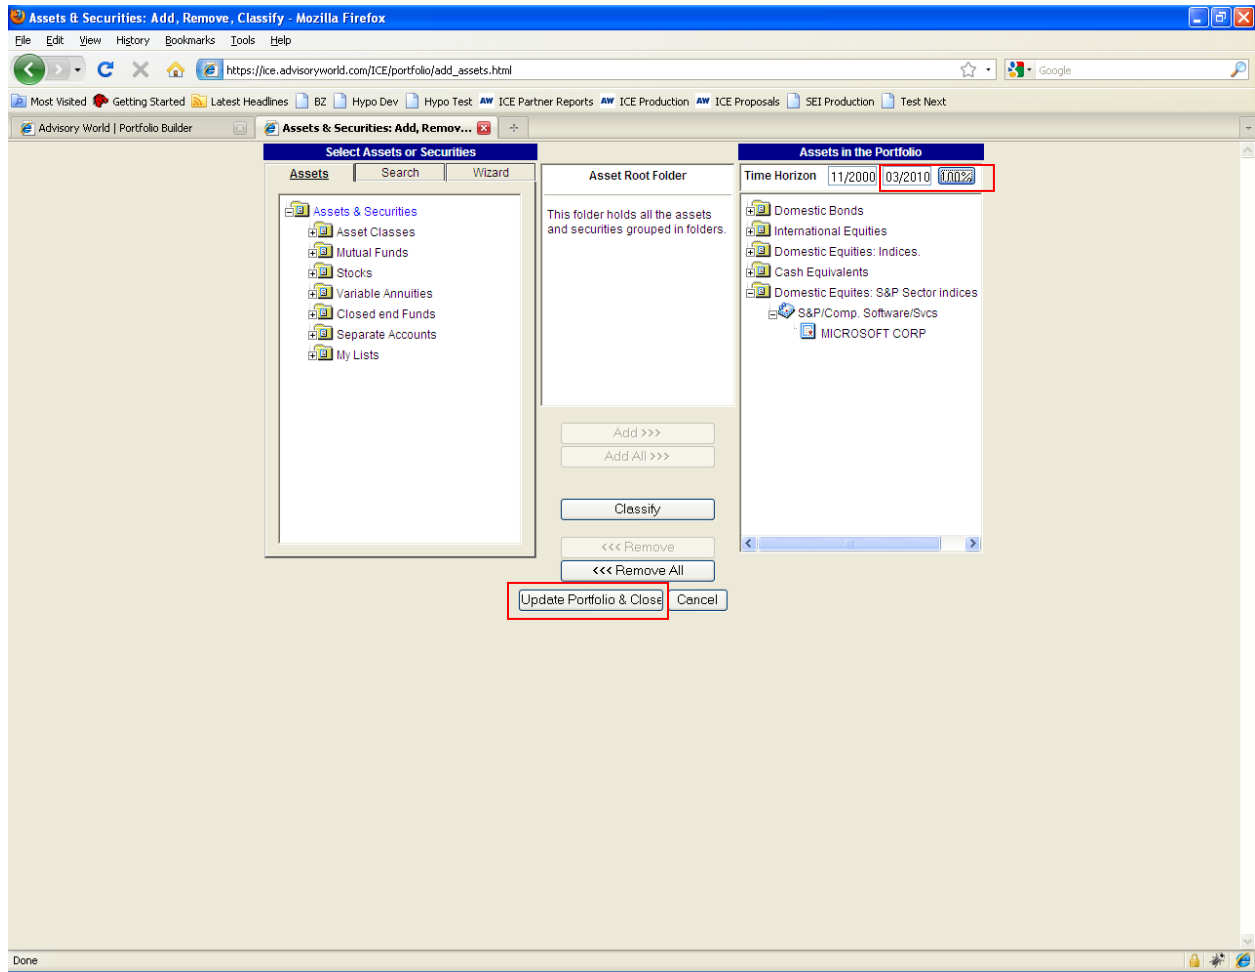 Assets & Securities: Add, Remove, Classify - Mozilla Firefox
File Edit View History Bookmarks Tools Help
https://ice.advisoryworld.com/ICE/portfolio/add_assets.html
Google
Most Visited Getting Started Latest Headlines BZ Hypo Dev Hypo Test AW ICE Partner Reports AW ICE Production AW ICE Proposals SEI Production Test Next
Advisory World | Portfolio Builder
Assets & Securities: Add, Remov...
Select Assets or Securities
Assets Search Wizard
Assets & Securities
Asset Classes
Mutual Funds
Stocks
Variable Annuities
Closed end Funds
Separate Accounts
My Lists
Asset Root Folder
This folder holds all the assets
and securities grouped in folders.
Add >>>
Add All >>>
Classify
<<< Remove
<<< Remove All
Update Portfolio & Close Cancel
Assets in the Portfolio
Time Horizon 11/2000 03/2010 100%
Domestic Bonds
International Equities
Domestic Equities: Indices.
Cash Equivalents
Domestic Equites: S&P Sector indices
S&P/Comp. Software/Svcs
MICROSOFT CORP
Done